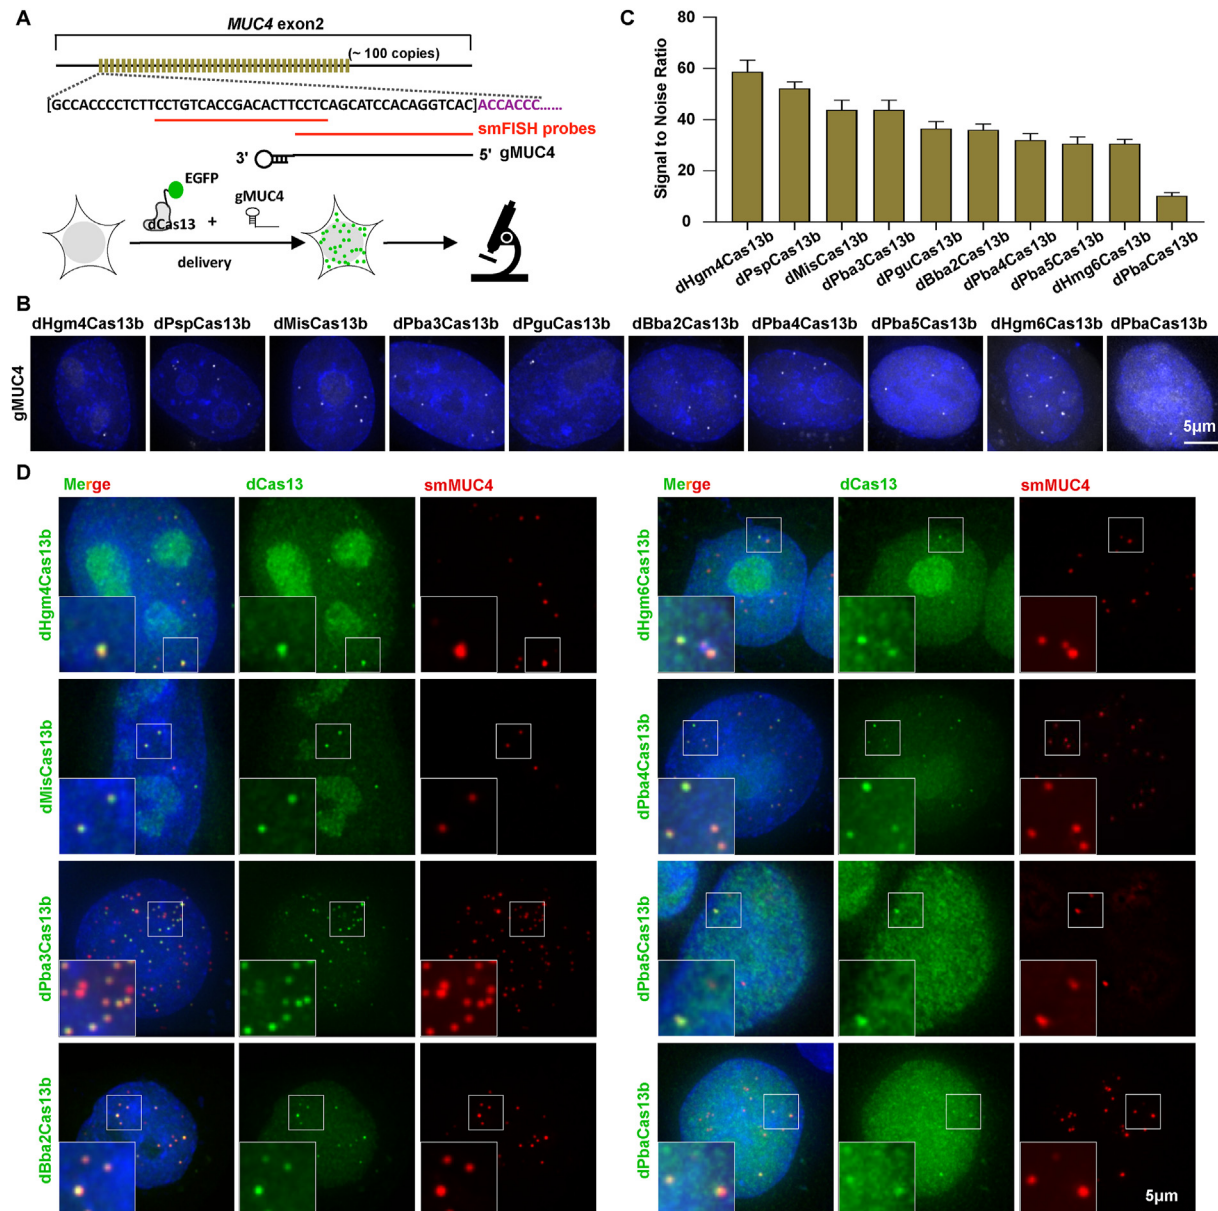 A
MUC4 exon2
(~ 100 copies)
[GCCACCCCTCTTCCTGTCACCGACACTTCCTCAGCATCCACAGGTCAC]ACCACCC......
smFISH probes
3' 5' gMUC4
EGFP
dCas13 + gMUC4
delivery
C
Signal to Noise Ratio
80
60
40
20
0
dHgm4Cas13b
dPspCas13b
dMisCas13b
dPba3Cas13b
dPguCas13b
dBba2Cas13b
dPba4Cas13b
dPba5Cas13b
dHmg6Cas13b
dPbaCas13b
B
dHgm4Cas13b dPspCas13b dMisCas13b dPba3Cas13b dPguCas13b dBba2Cas13b dPba4Cas13b dPba5Cas13b dHgm6Cas13b dPbaCas13b
gMUC4
5μm
D
Merge dCas13 smMUC4
dHgm4Cas13b
dMisCas13b
dPba3Cas13b
dBba2Cas13b
Merge dCas13 smMUC4
dHgm6Cas13b
dPba4Cas13b
dPba5Cas13b
dPbaCas13b
5μm